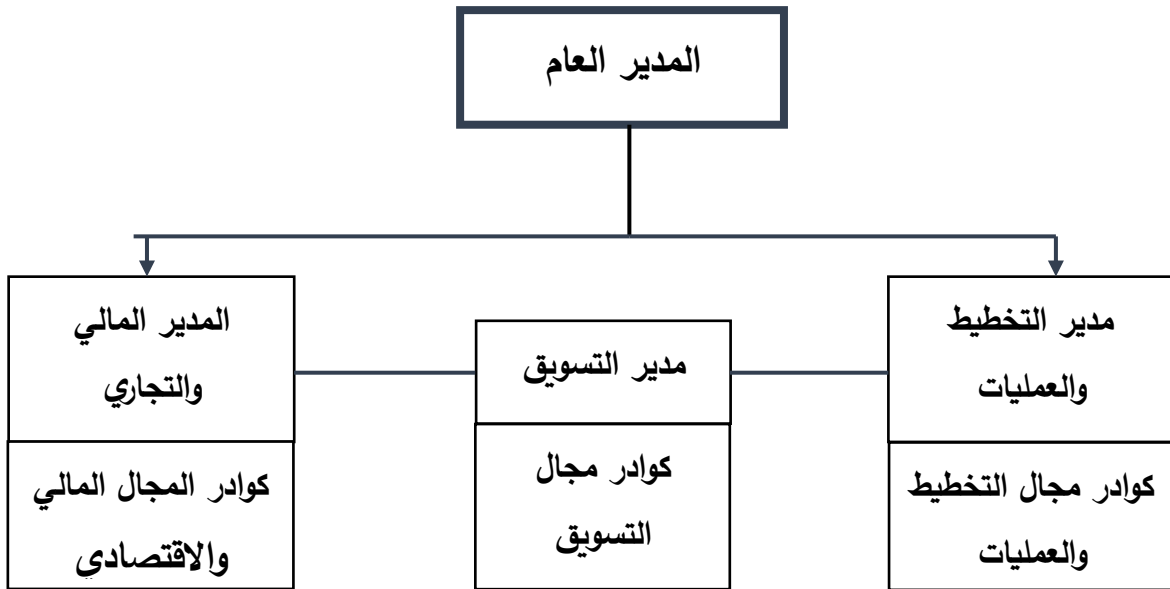 المدير العام
مدير التخطيط
والعمليات
كوادر مجال التخطيط
والعمليات
مدير التسويق
كوادر مجال
التسويق
المدير المالي
والتجاري
كوادر المجال المالي
والاقتصادي